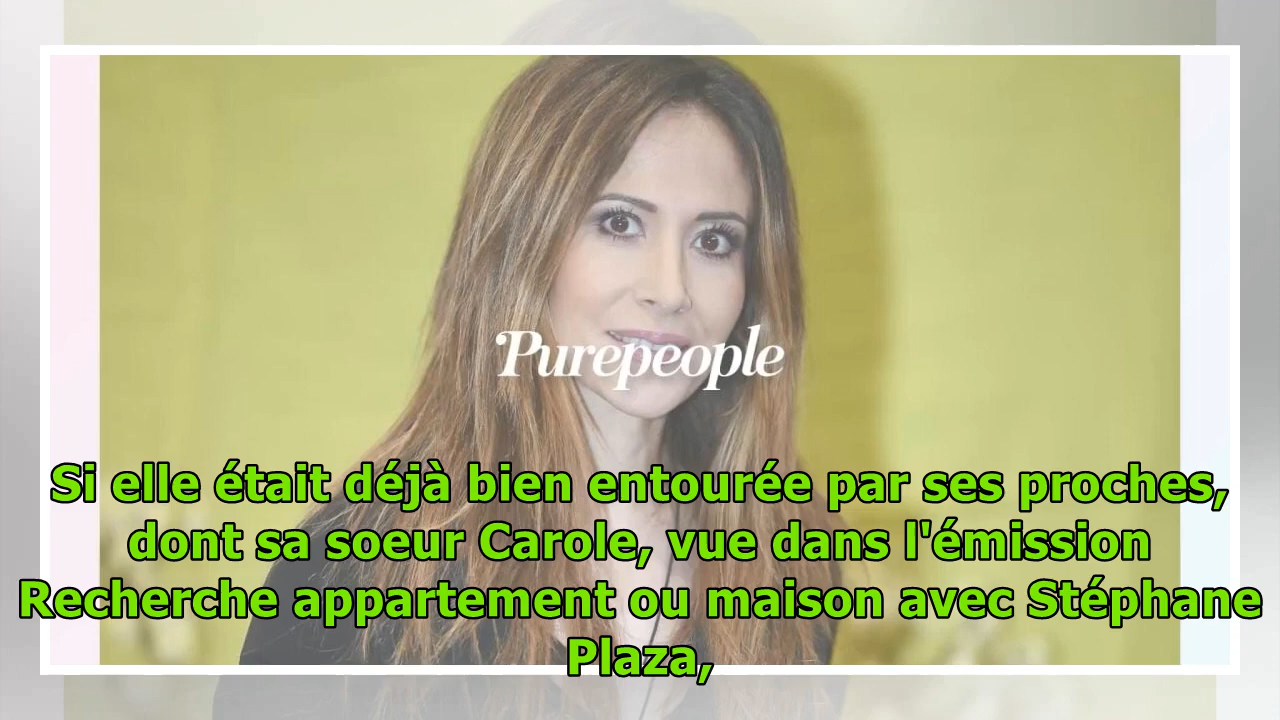 Purepeople
Si elle était déjà bien entourée par ses proches,
dont sa soeur Carole, vue dans l'émission
Recherche appartement ou maison avec Stéphane
Plaza,